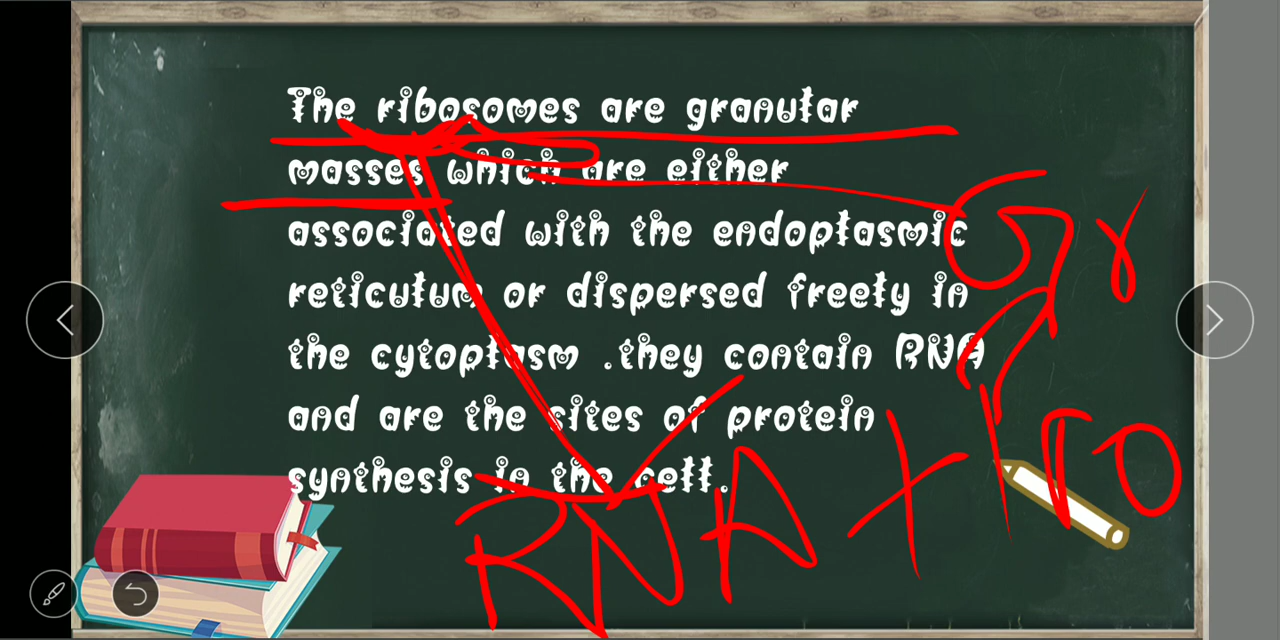 The ribosomes are granular
masses which are either
associated with the endoplasmic
reticulum or dispersed freely in
the cytoplasm .they contain RNA
and are the sites of protein
synthesis in the cell.
RNA + Pro